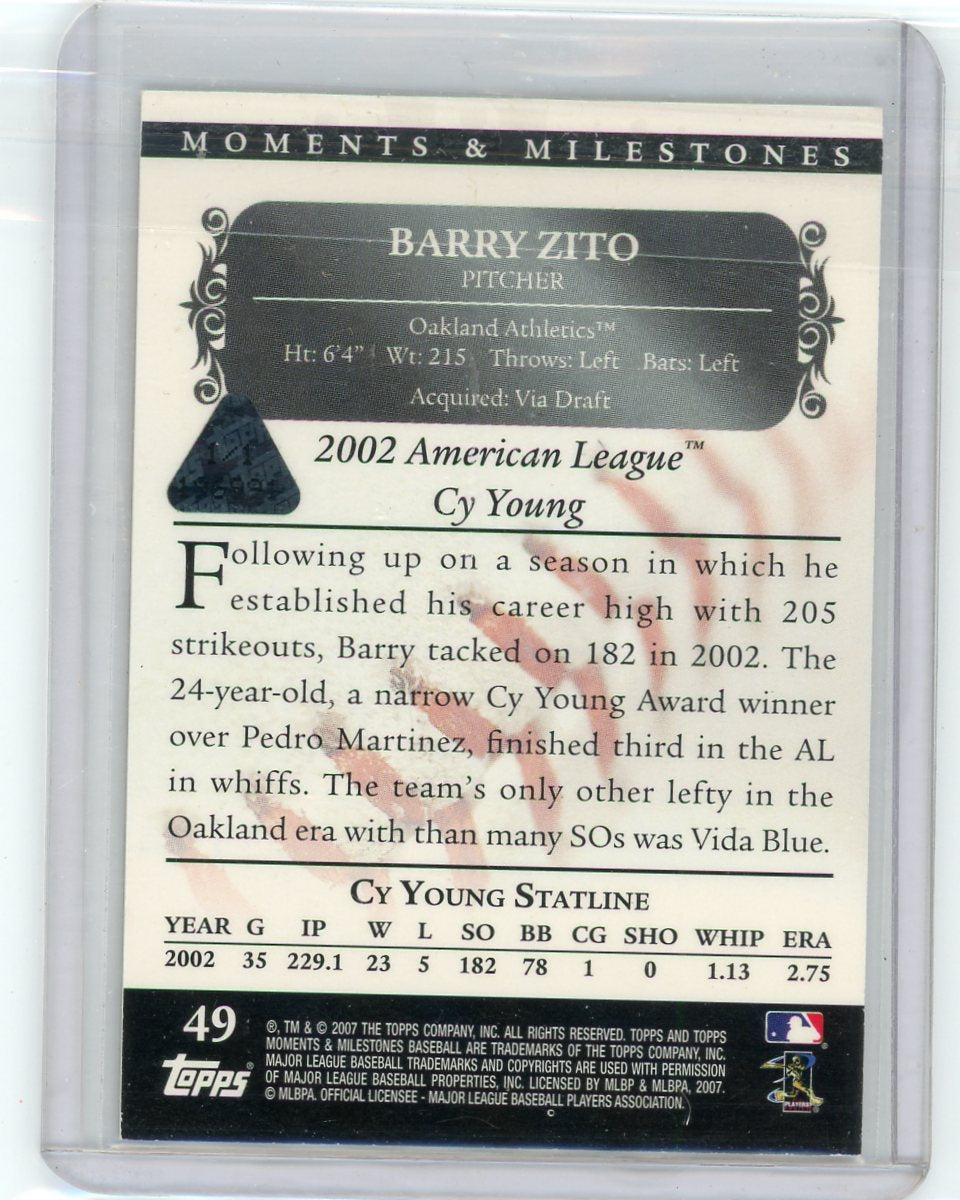 MOMENTS & MILESTONES
BARRY ZITO
PITCHER
Oakland Athletics™
Ht: 6'4" Wt: 215 Throws: Left Bats: Left
Acquired: Via Draft
2002 American League™
Cy Young
Following up on a season in which he
established his career high with 205
strikeouts, Barry tacked on 182 in 2002. The
24-year-old, a narrow Cy Young Award winner
over Pedro Martinez, finished third in the AL
in whiffs. The team's only other lefty in the
Oakland era with than many SOs was Vida Blue.
CY YOUNG STATLINE
YEAR G IP W L SO BB CG SHO WHIP ERA
2002 35 229.1 23 5 182 78 1 0 1.13 2.75
49
Topps®
®, TM & © 2007 THE TOPPS COMPANY, INC. ALL RIGHTS RESERVED. TOPPS AND TOPPS
MOMENTS & MILESTONES BASEBALL ARE TRADEMARKS OF THE TOPPS COMPANY, INC.
MAJOR LEAGUE BASEBALL TRADEMARKS AND COPYRIGHTS ARE USED WITH PERMISSION
OF MAJOR LEAGUE BASEBALL PROPERTIES, INC. LICENSED BY MLBP & MLBPA, 2007.
© MLBPA. OFFICIAL LICENSEE - MAJOR LEAGUE BASEBALL PLAYERS ASSOCIATION.
PLAYERS